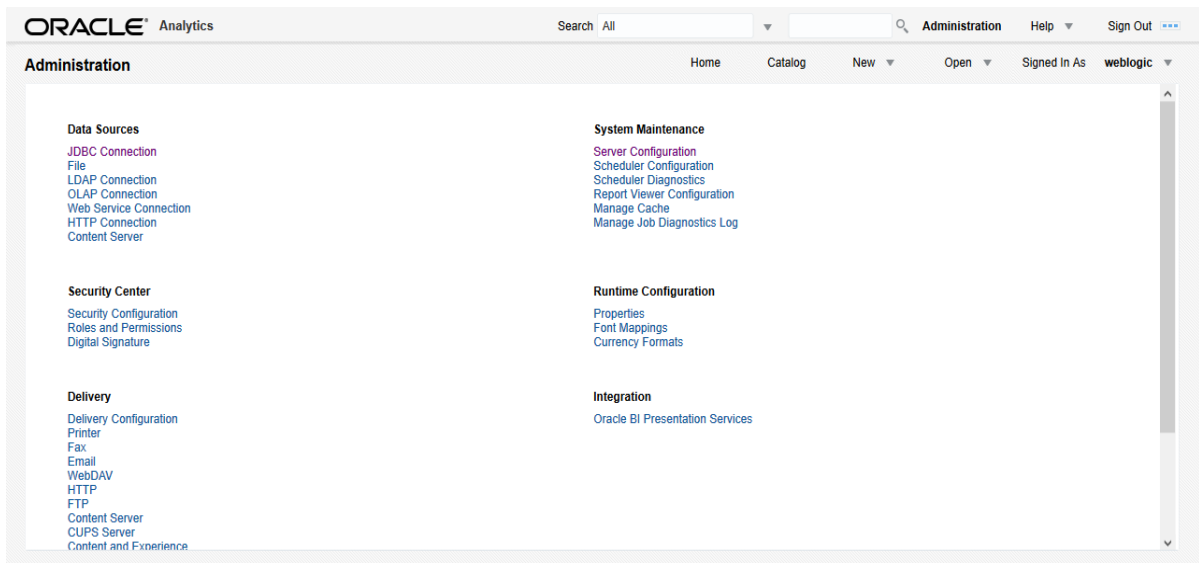 ORACLE Analytics Search All Administration Help Sign Out
Administration Home Catalog New Open Signed In As weblogic
Data Sources
JDBC Connection
File
LDAP Connection
OLAP Connection
Web Service Connection
HTTP Connection
Content Server
System Maintenance
Server Configuration
Scheduler Configuration
Scheduler Diagnostics
Report Viewer Configuration
Manage Cache
Manage Job Diagnostics Log
Security Center
Security Configuration
Roles and Permissions
Digital Signature
Runtime Configuration
Properties
Font Mappings
Currency Formats
Delivery
Delivery Configuration
Printer
Fax
Email
WebDAV
HTTP
FTP
Content Server
CUPS Server
Content and Experience
Integration
Oracle BI Presentation Services